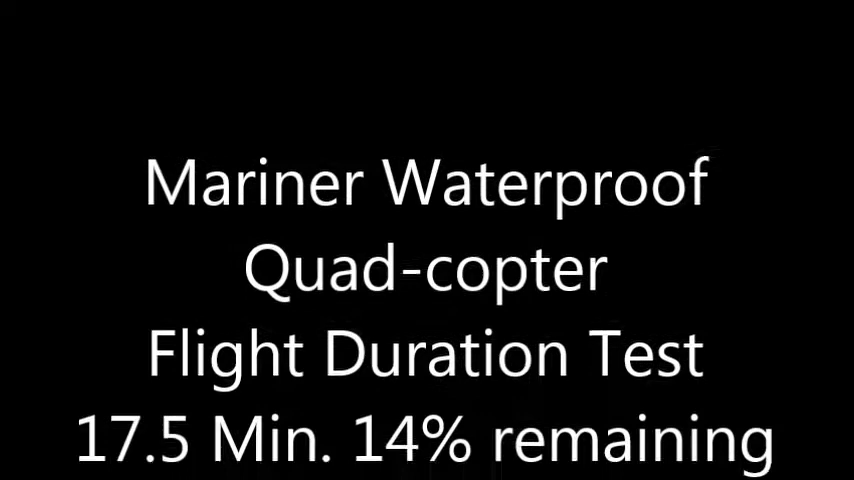 Mariner Waterproof
Quad-copter
Flight Duration Test
17.5 Min. 14% remaining